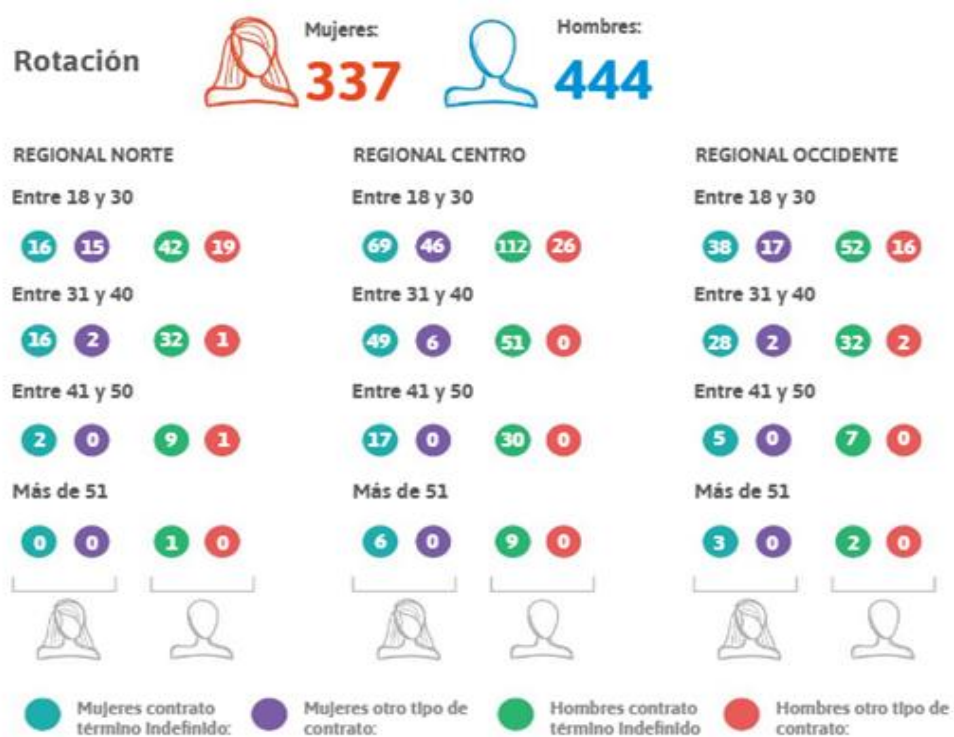 Rotación
Mujeres:
337
Hombres:
444
REGIONAL NORTE
Entre 18 y 30
16 15 42 19
Entre 31 y 40
16 2 32 1
Entre 41 y 50
2 0 9 1
Más de 51
0 0 1 0
REGIONAL CENTRO
Entre 18 y 30
69 46 112 26
Entre 31 y 40
49 6 51 0
Entre 41 y 50
17 0 30 0
Más de 51
6 0 9 0
REGIONAL OCCIDENTE
Entre 18 y 30
38 17 52 16
Entre 31 y 40
28 2 32 2
Entre 41 y 50
5 0 7 0
Más de 51
3 0 2 0
Mujeres contrato
término indefinido:
Mujeres otro tipo de
contrato:
Hombres contrato
término indefinido
Hombres otro tipo de
contrato: